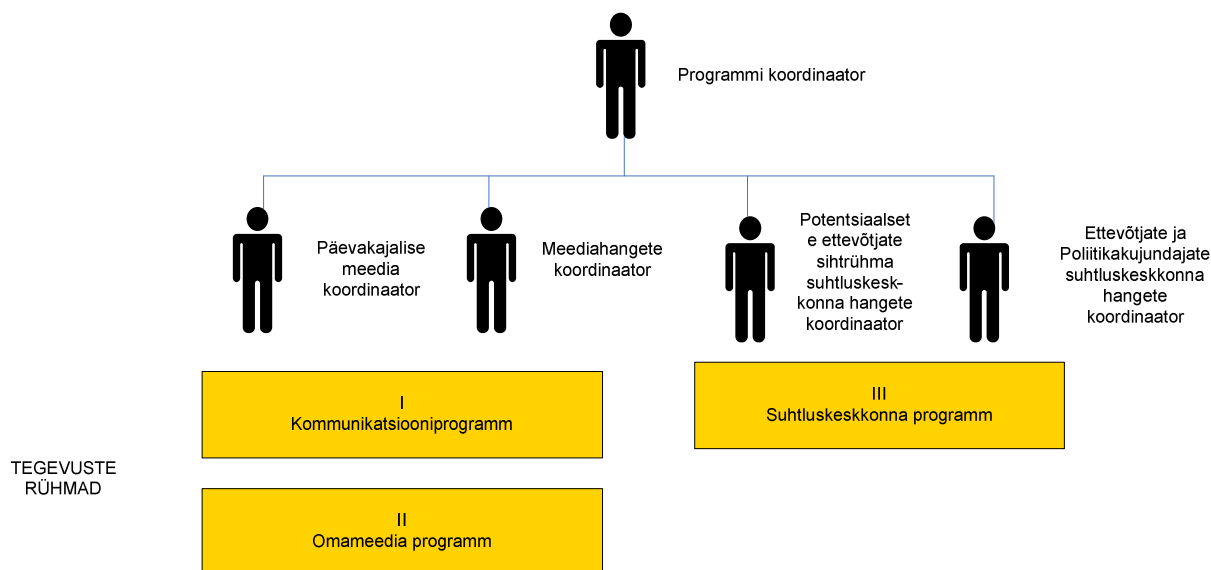 Programmi koordinaator
Päevakajalise
meedia
koordinaator
Meediahangete
koordinaator
Potentsiaalset
e ettevõtjate
sihtrühma
suhtluskesk-
konna hangete
koordinaator
Ettevõtjate ja
Poliitikakujundajate
suhtluskeskkonna
hangete
koordinaator
I
Kommunikatsiooniprogramm
III
Suhtluskeskkonna programm
TEGEVUSTE
RÜHMAD
II
Omameedia programm